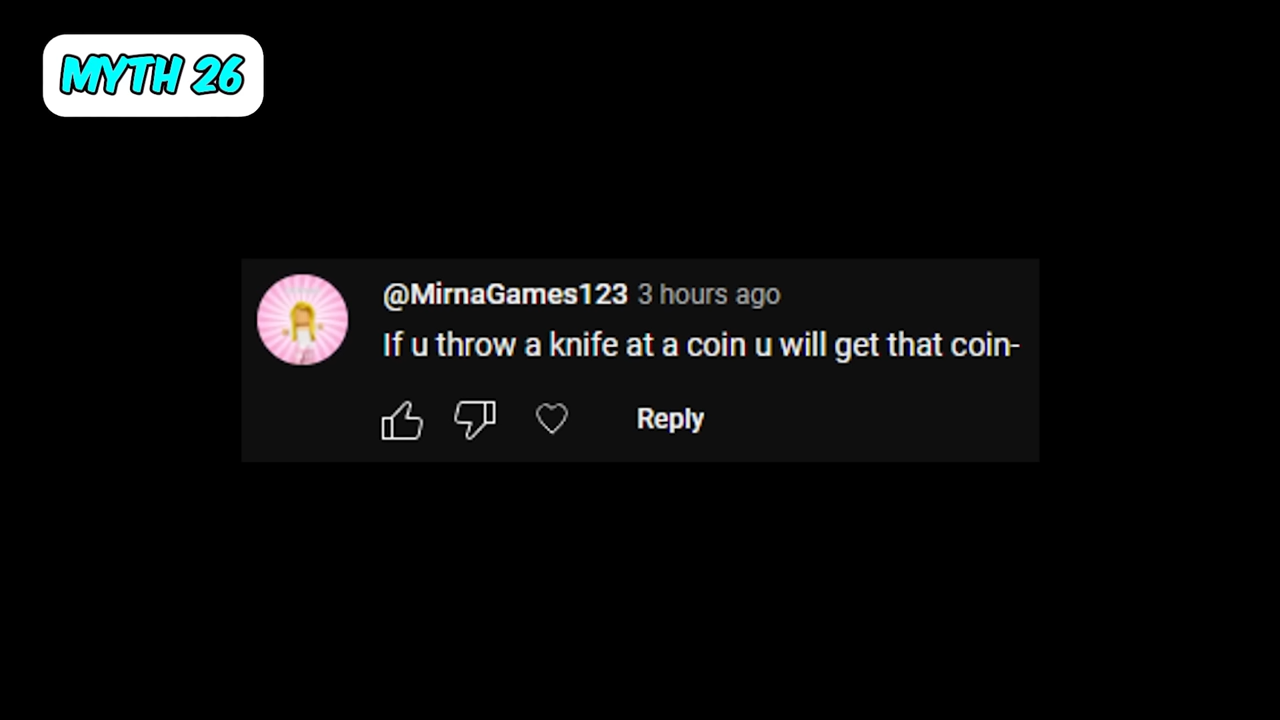 MYTH 26
@MirnaGames123 3 hours ago
If u throw a knife at a coin u will get that coin-
Reply